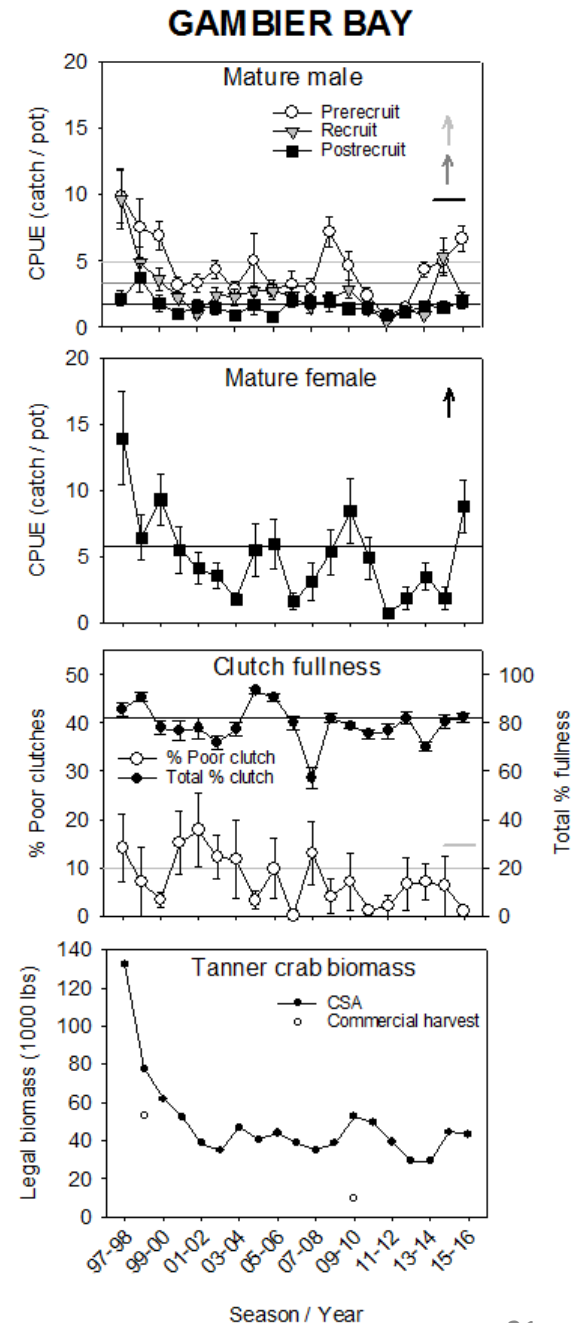 GAMBIER BAY
Mature male
Prerecruit
Recruit
Postrecruit
CPUE (catch / pot)
20
15
10
5
0
Mature female
CPUE (catch / pot)
20
15
10
5
0
Clutch fullness
% Poor clutch
Total % clutch
% Poor clutches
50
40
30
20
10
0
Total % fullness
100
80
60
40
20
0
Tanner crab biomass
CSA
Commercial harvest
Legal biomass (1000 lbs)
140
120
100
80
60
40
20
0
97-98
99-00
01-02
03-04
05-06
07-08
09-10
11-12
13-14
15-16
Season / Year